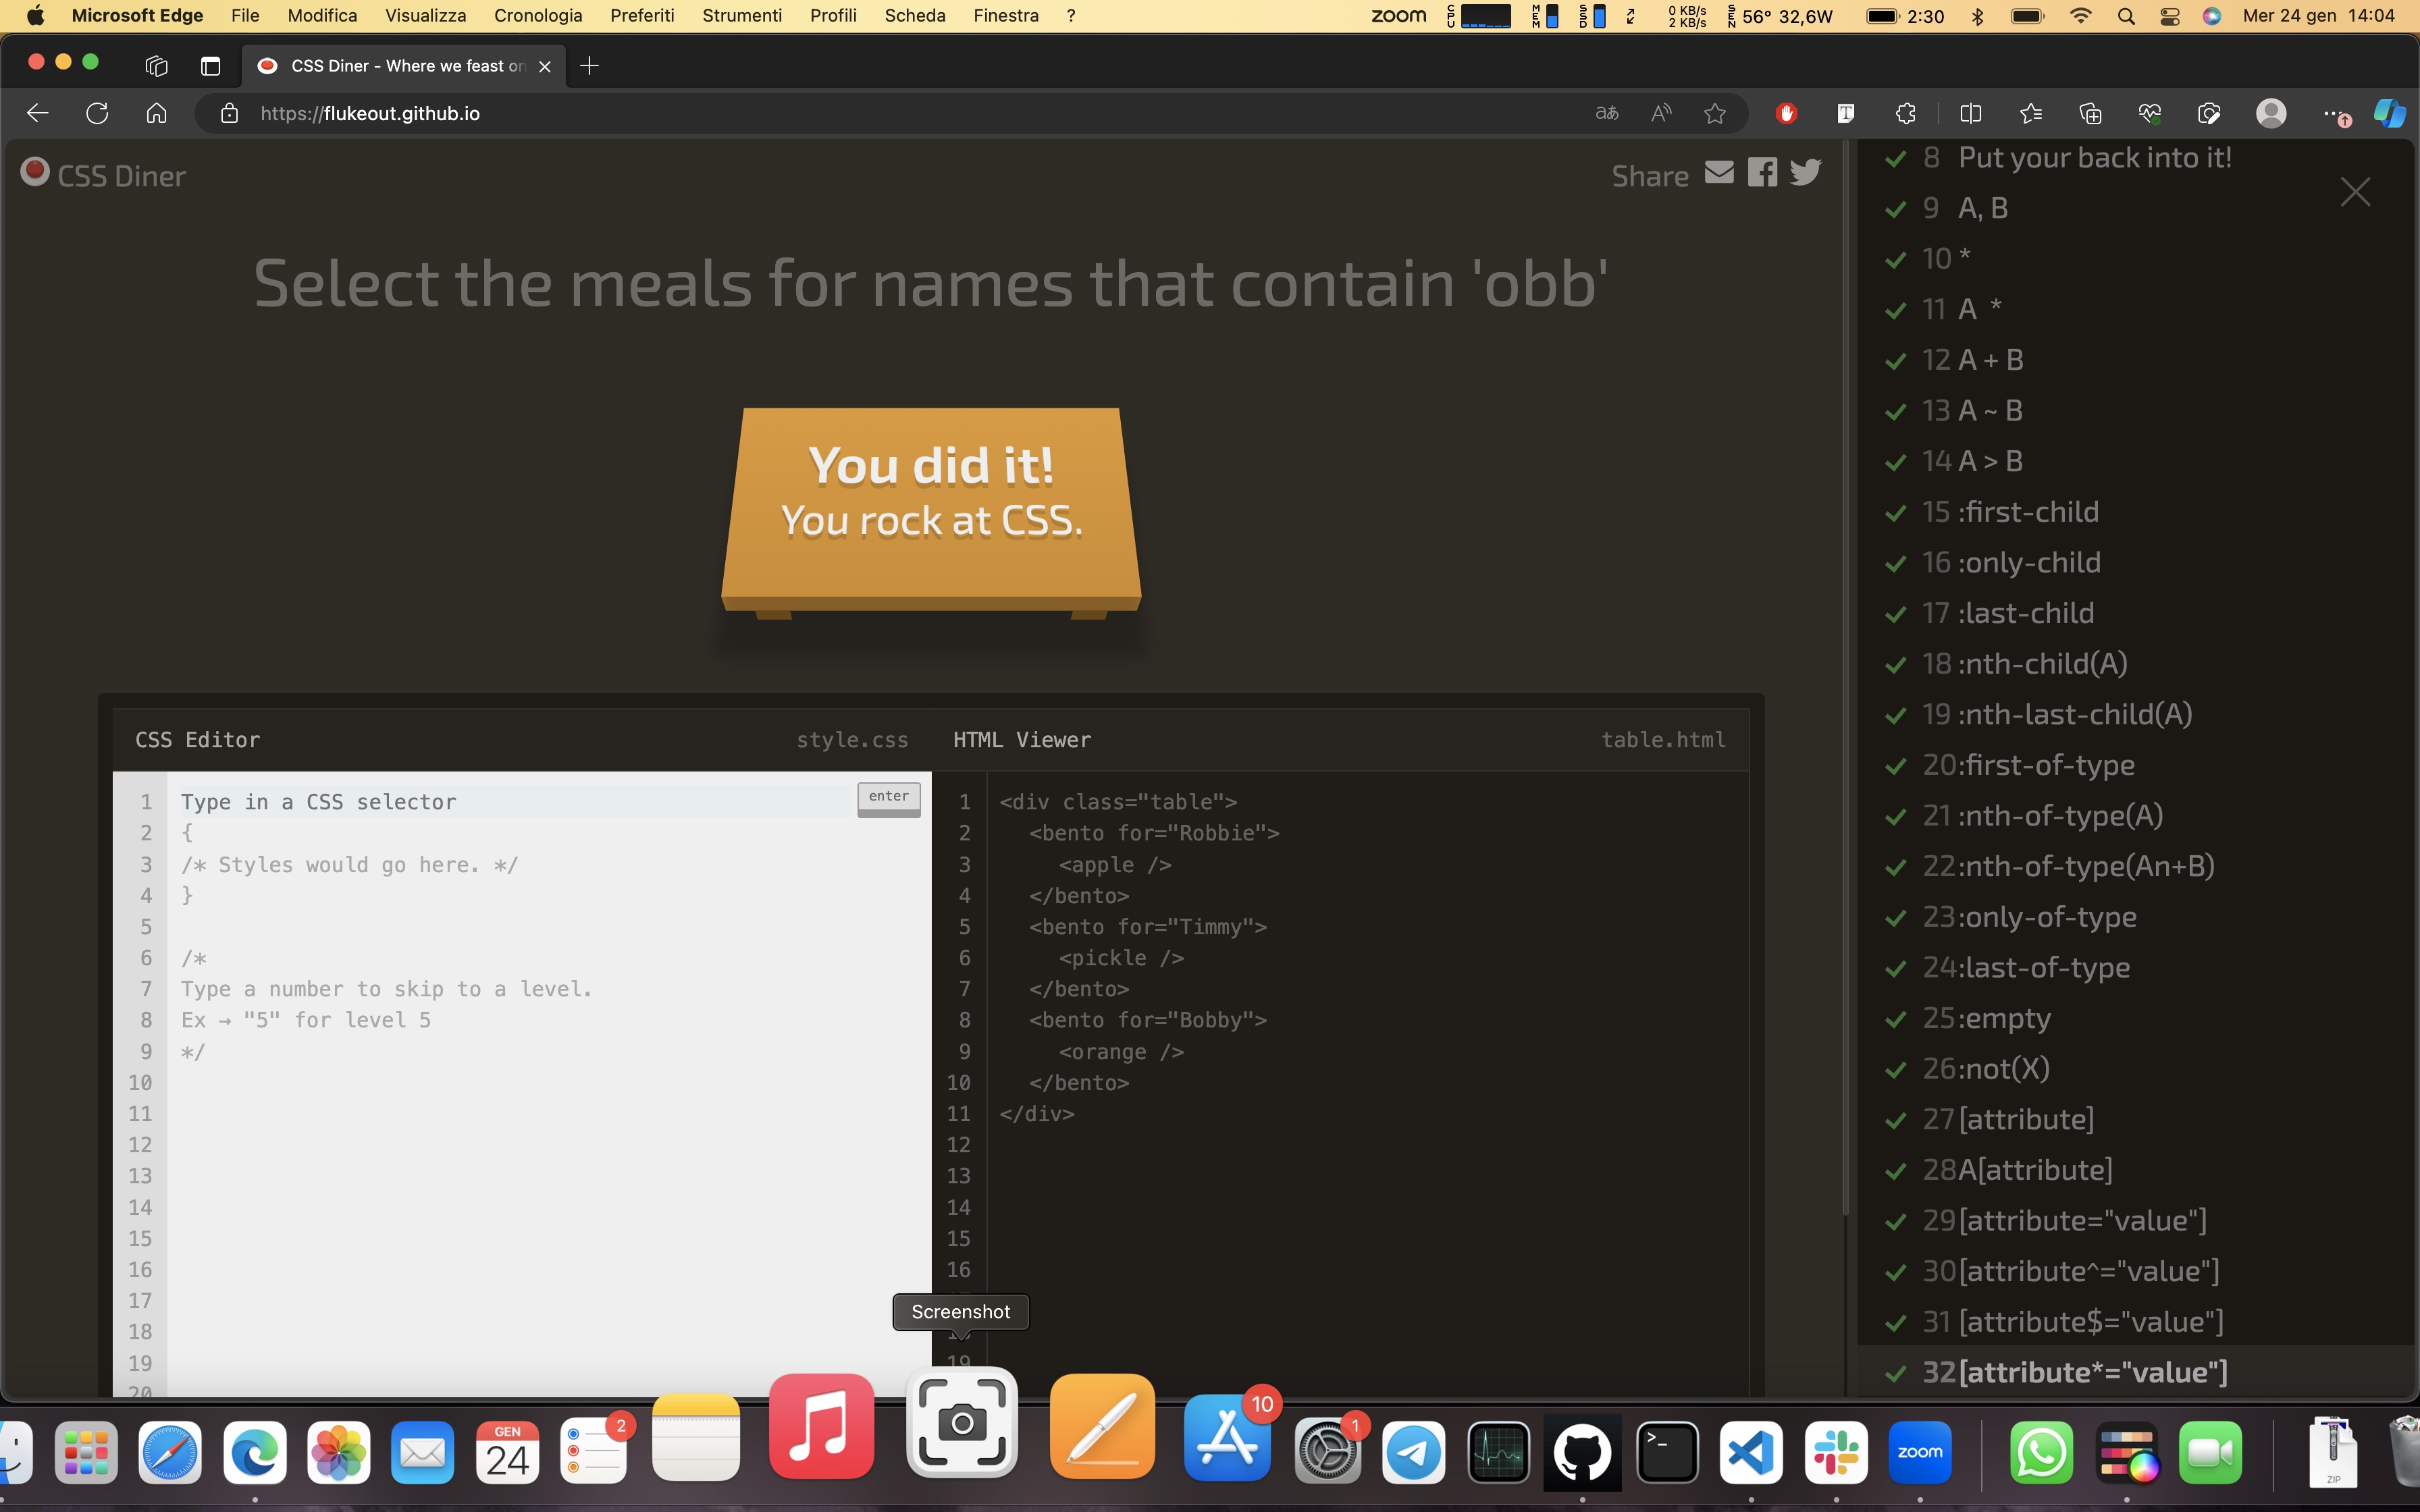 Microsoft Edge File Modifica Visualizza Cronologia Preferiti Strumenti Profili Scheda Finestra ?
zoom CPU MEM SSD 0 KB/s 2 KB/s SEN 56° 32,6W 2:30 Mer 24 gen 14:04
CSS Diner - Where we feast on
https://flukeout.github.io
CSS Diner
Share
Select the meals for names that contain 'obb'
You did it!
You rock at CSS.
CSS Editor style.css
1 Type in a CSS selector
enter
2 {
3 /* Styles would go here. */
4 }
5
6 /*
7 Type a number to skip to a level.
8 Ex → "5" for level 5
9 */
10
11
12
13
14
15
16
17
18
19
20
HTML Viewer table.html
1 <div class="table">
2 <bento for="Robbie">
3 <apple />
4 </bento>
5 <bento for="Timmy">
6 <pickle />
7 </bento>
8 <bento for="Bobby">
9 <orange />
10 </bento>
11 </div>
12
13
14
15
16
19
8 Put your back into it!
9 A, B
10 *
11 A *
12 A + B
13 A ~ B
14 A > B
15 :first-child
16 :only-child
17 :last-child
18 :nth-child(A)
19 :nth-last-child(A)
20 :first-of-type
21 :nth-of-type(A)
22 :nth-of-type(An+B)
23 :only-of-type
24 :last-of-type
25 :empty
26 :not(X)
27 [attribute]
28 A[attribute]
29 [attribute="value"]
30 [attribute^="value"]
31 [attribute$="value"]
32 [attribute*="value"]
Screenshot
GEN
24
2
10
1
zoom
ZIP